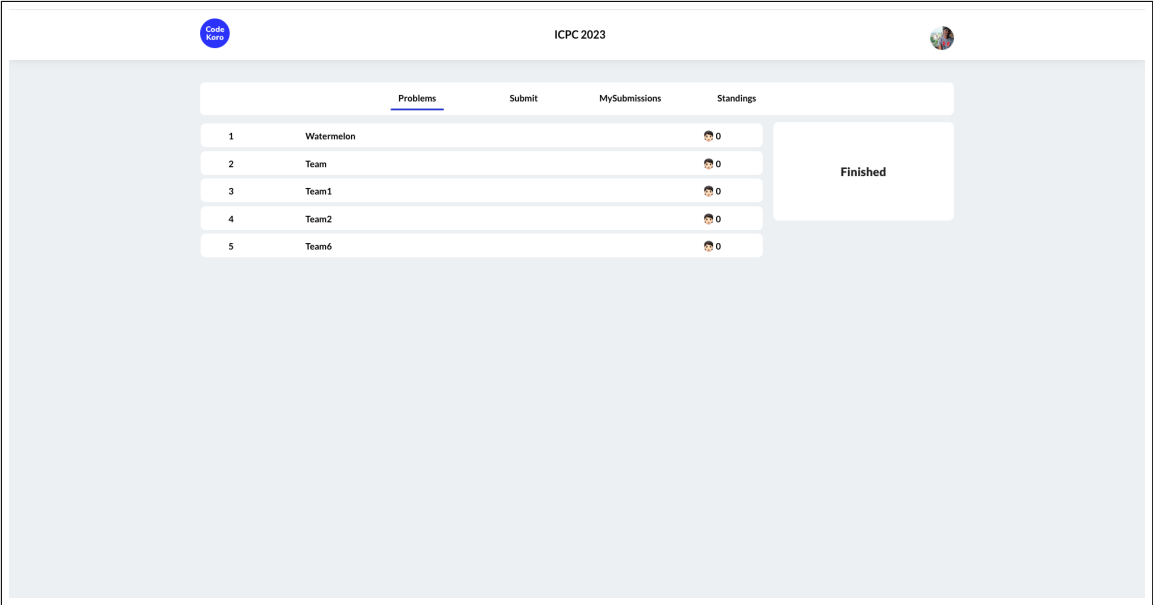 Code
Koro
ICPC 2023
Problems Submit MySubmissions Standings
1 Watermelon 0
2 Team 0
3 Team1 0
4 Team2 0
5 Team6 0
Finished